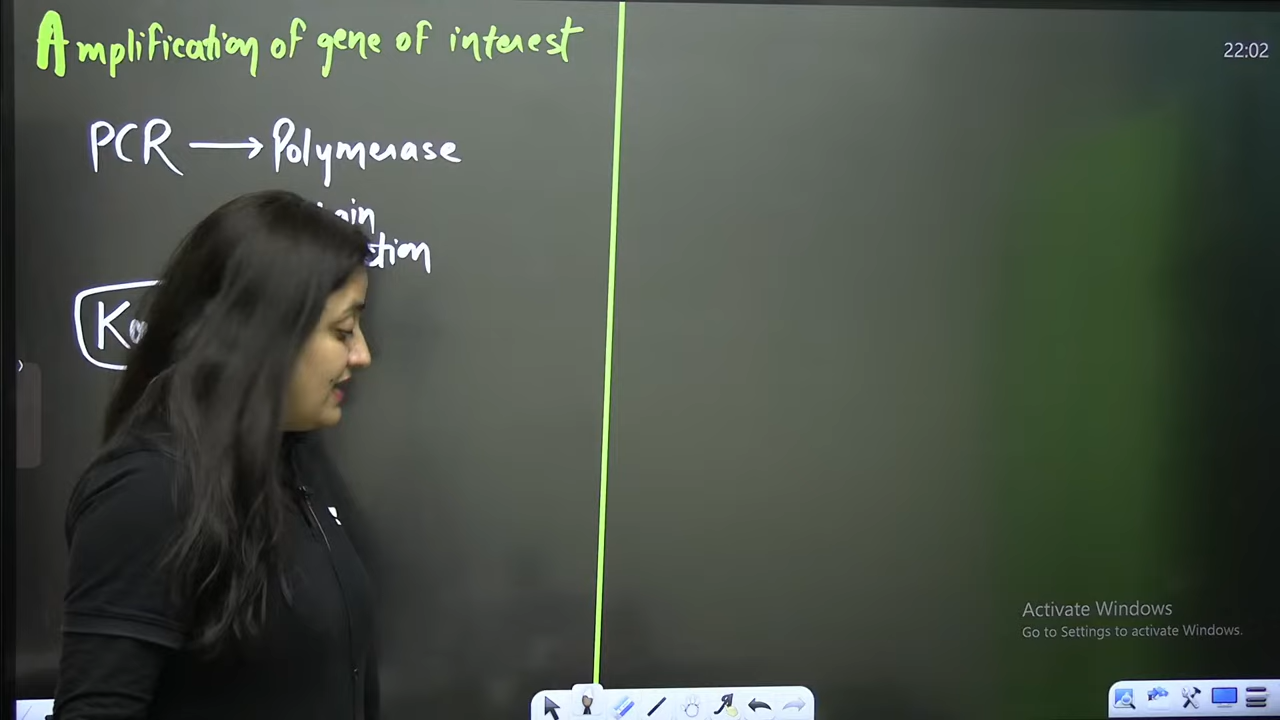 Amplification of gene of interest
22:02
PCR → Polymerase
Activate Windows
Go to Settings to activate Windows.